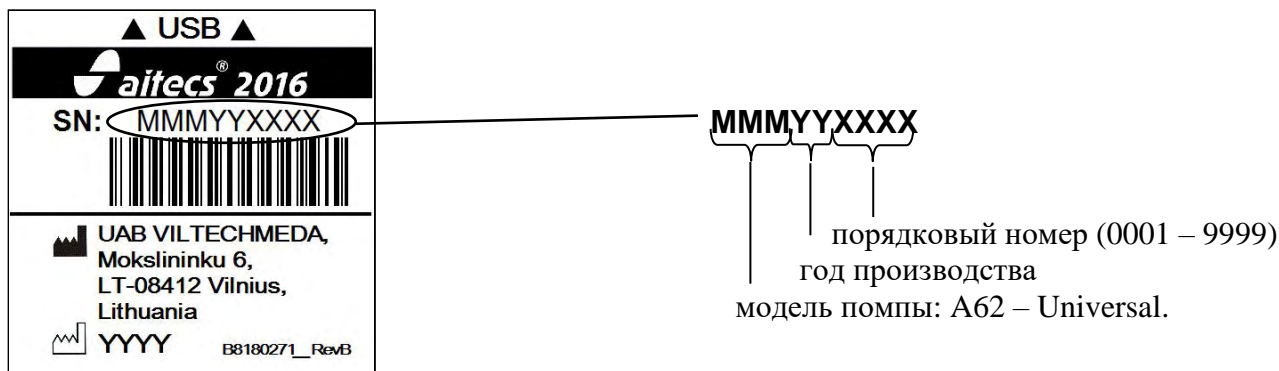 ▲ USB ▲
aitecs® 2016
SN: MMMYYXXXX
MMMYYXXXX
порядковый номер (0001 – 9999)
год производства
модель помпы: A62 – Universal.
UAB VILTECHMEDA,
Mokslininku 6,
LT-08412 Vilnius,
Lithuania
YYYY B8180271__RevB